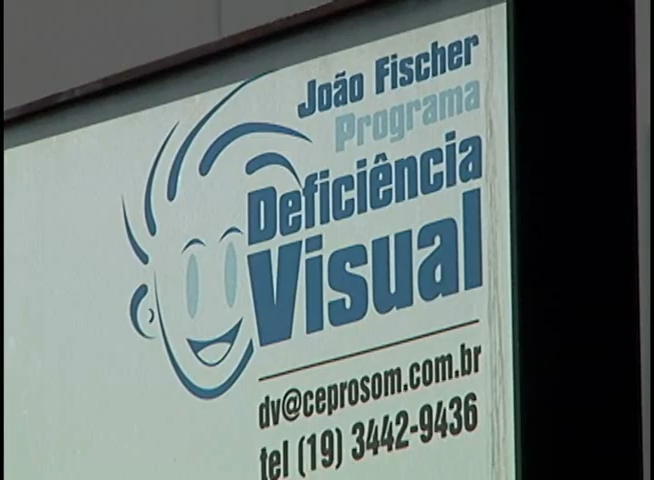 João Fischer
Programa
Deficiência
Visual
dv@ceprosom.com.br
tel (19) 3442-9436